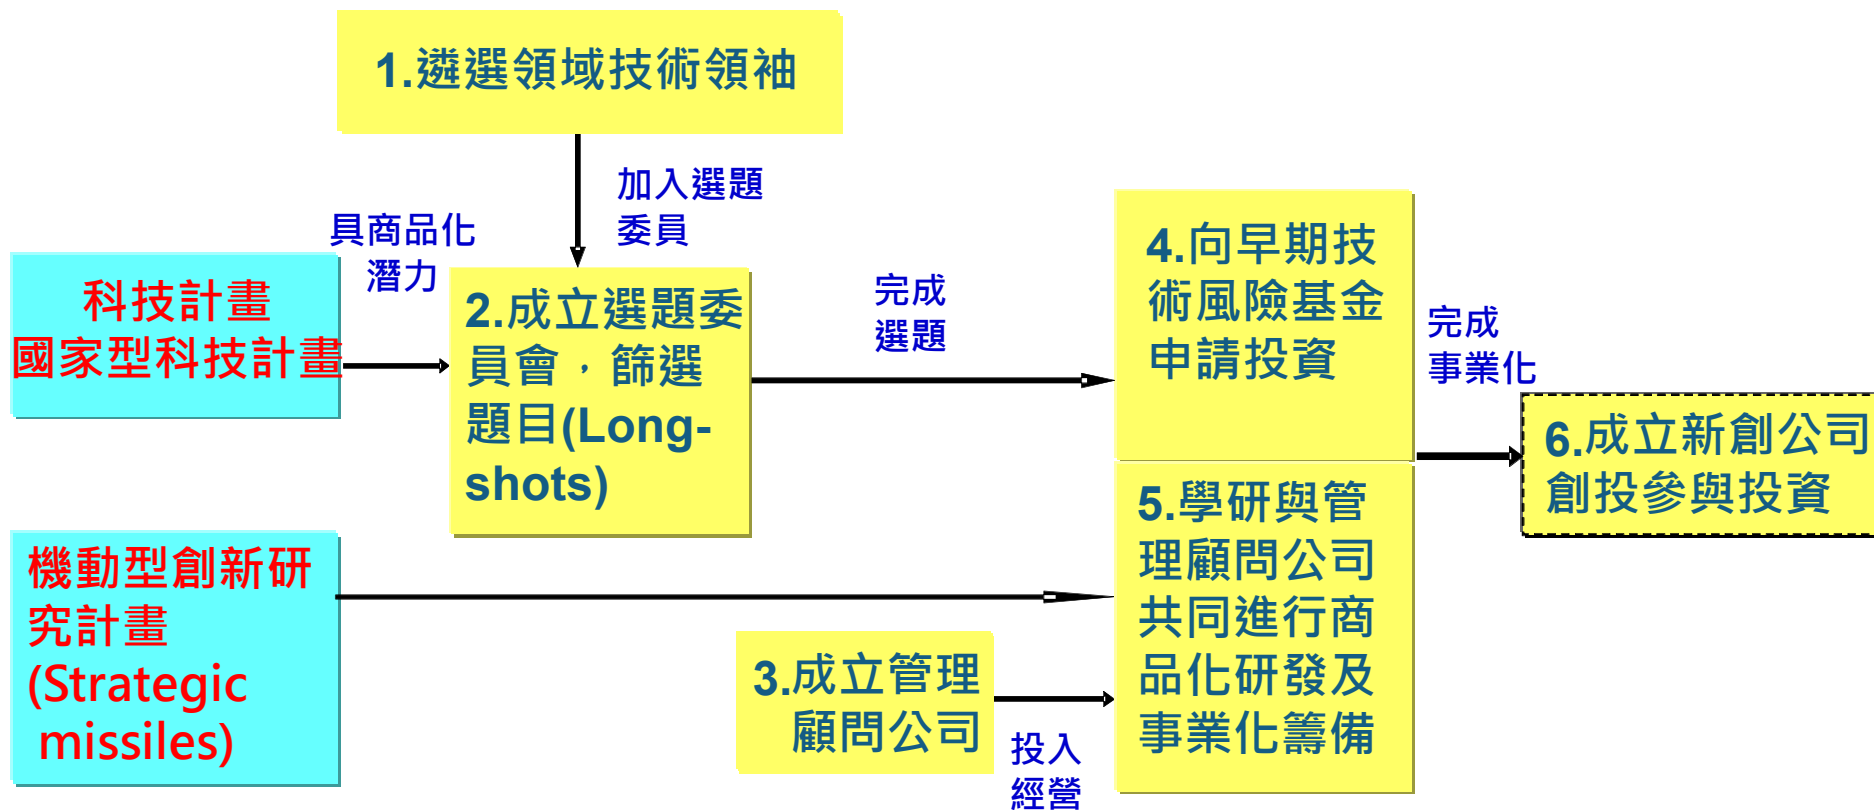 1.遴選領域技術領袖
加入選題
委員
具商品化
潛力
科技計畫
國家型科技計畫
2.成立選題委
員會，篩選
題目(Long-
shots)
完成
選題
4.向早期技
術風險基金
申請投資
完成
事業化
6.成立新創公司
創投參與投資
機動型創新研
究計畫
(Strategic
missiles)
3.成立管理
顧問公司
投入
經營
5.學研與管
理顧問公司
共同進行商
品化研發及
事業化籌備